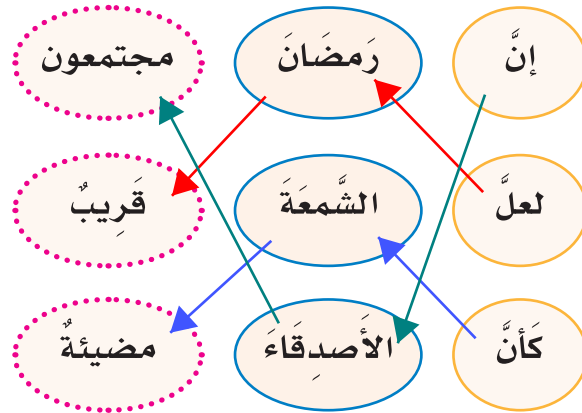 إنَّ رَمضَانَ مجتمعون
لعلَّ الشَّمعَةَ قَرِيبٌ
كَأنَّ الأَصدِقَاءَ مضيئةٌ